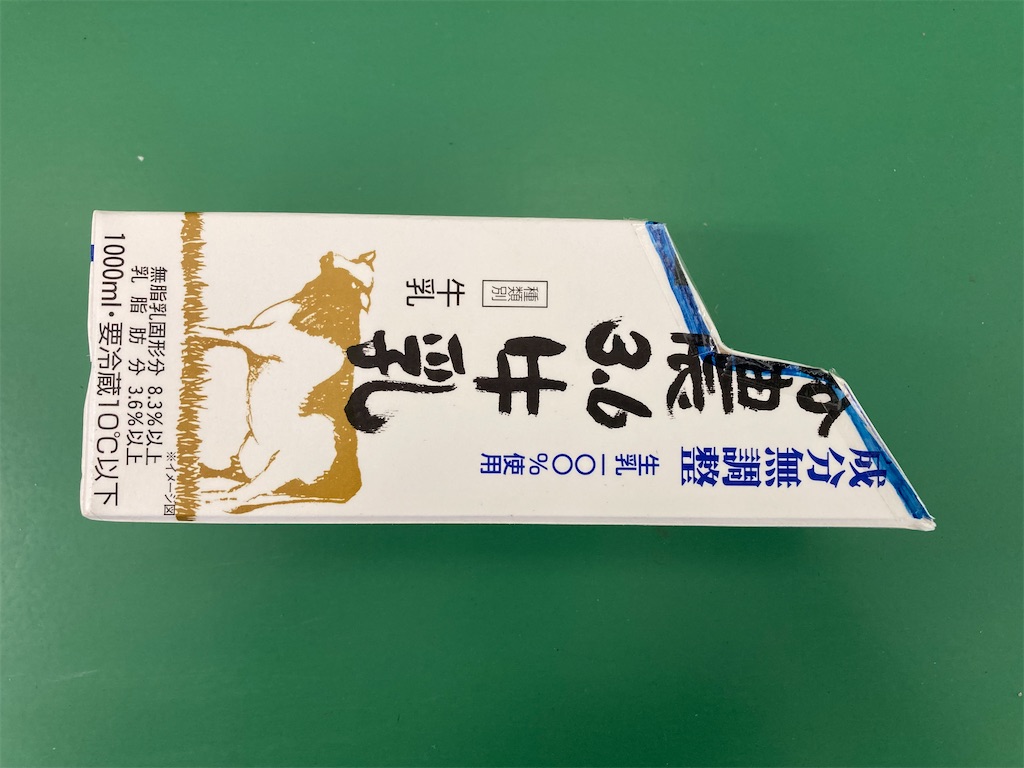 成分無調整
牛乳一〇〇%使用
3.6牛乳
種類別
牛乳
※イメージ図
無脂乳固形分 8.3%以上
乳脂肪分 3.6%以上
1000ml・要冷蔵10℃以下